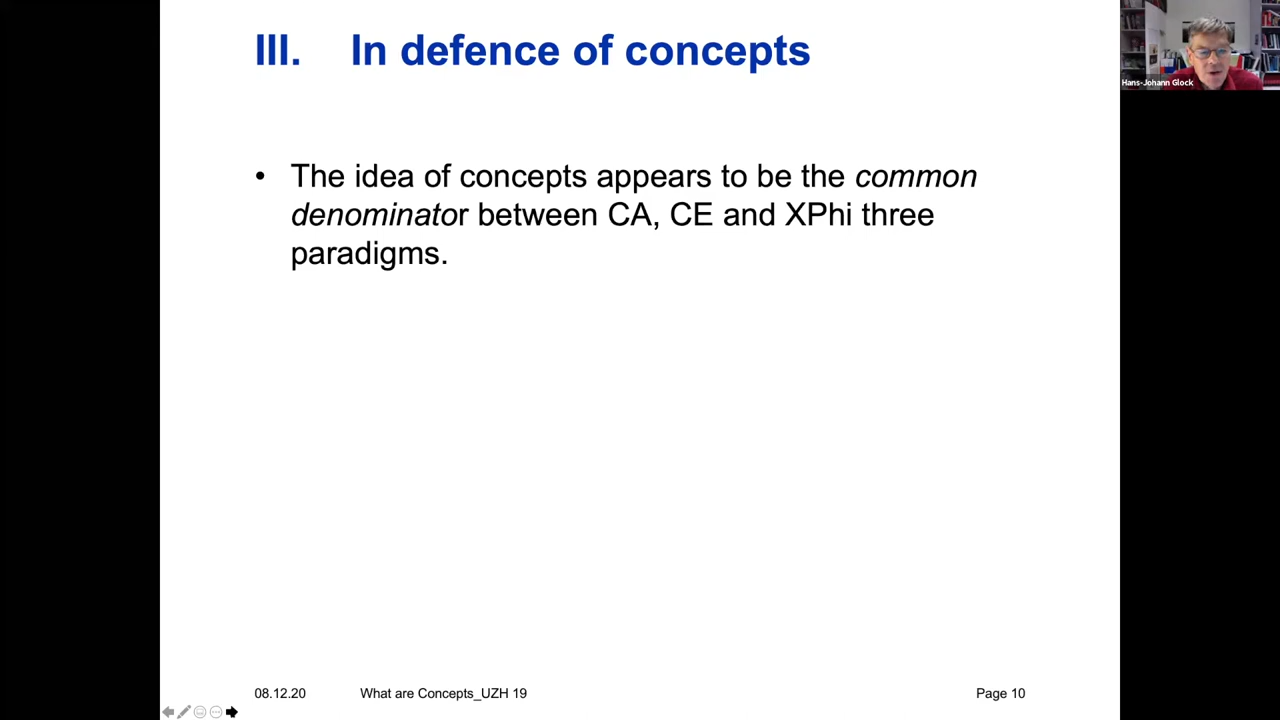 III. In defence of concepts
Hans-Johann Glock
• The idea of concepts appears to be the common
denominator between CA, CE and XPhi three
paradigms.
08.12.20 What are Concepts_UZH 19 Page 10